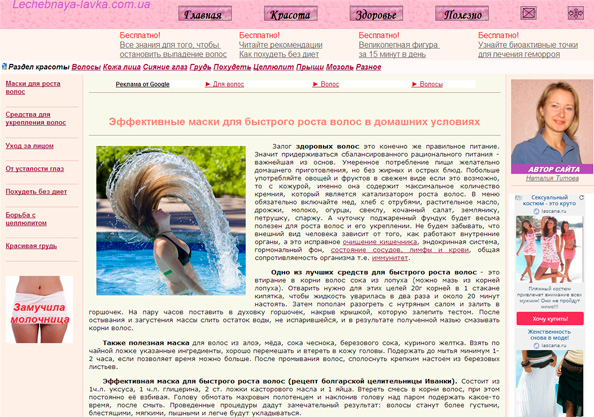 Lechebnaya-lavka.com.ua
Главная Красота Здоровье Полезно
Бесплатно! Бесплатно! Бесплатно! Бесплатно!
Все знания для того, чтобы Читайте рекомендации Великолепная фигура Узнайте биоактивные точки
остановить выпадение волос Как похудеть без диет за 15 минут в день для лечения геморроя
Раздел красоты Волосы Кожа лица Сияние глаз Грудь Похудеть Целлюлит Прыщи Мозоль Разное
Маски для роста
волос
Средства для
укрепления волос
Уход за лицом
От усталости глаз
Похудеть без диет
Борьба с
целлюлитом
Красивая грудь
Замучила
молочница
Реклама от Google ► Для волос ► Волос ► Волосы
Эффективные маски для быстрого роста волос в домашних условиях
Залог здоровых волос это конечно же правильное питание.
Значит придерживаться сбалансированного рационального питания -
важнейшая из основ. Умеренное потребление пищи желательно
домашнего приготовления, но без жирных и острых блюд. Побольше
употребляйте овощей и фруктов в свежем виде если это возможно,
то с кожурой, именно она содержит максимальное количество
кремния, который является катализатором роста волос. В меню
обязательно включайте мед, хлеб с отрубями, растительное масло,
дрожжи, молоко, огурцы, свеклу, кочанный салат, землянику,
петрушку, спаржу. А чуточку поджаренный фундук будет весьма
полезен для роста волос и его укрепления. Не будем забывать, что
внешний вид человека зависит от того, как работают внутренние
органы, а это исправное очищение кишечника, эндокринная система,
гормональный фон, состояние сосудов, лимфы и крови, общая
сопротивляемость организма т.е. иммунитет.
Одно из лучших средств для быстрого роста волос - это
втирание в корни волос сока из лопуха (можно мазь из корней
лопуха). Отварить нужно для этих целей 20г корней в 1 стакане
кипятка, чтобы жидкость уварилась в два раза и около 20 минут
настоять. Затем пополам разогреть с нутряным салом и залить в
горшочек. На пару часов поставить в духовку горшочек, накрыв крышкой, которую залепить тестом. После
остывания и загустения массы слить остаток воды, не испарившейся, и в результате полученной мазью смазывать
корни волос.
Также полезная маска для волос из алоэ, мёда, сока чеснока, березового сока, куриного желтка. Взять по
чайной ложке указанные ингредиенты, хорошо перемешать и втереть в кожу головы. Подержать до мытья минимум 1-
2 часа, если позволяет время можно больше. После промывания волос, сполоснуть крепким настоем из березовых
листьев.
Эффективная маска для быстрого роста волос (рецепт болгарской целительницы Иванки). Состоит из
1ч.л. уксуса, 1 ч.л. глицерина, 2 ст. ложки касторового масла и 1 яйца. Втереть смесь в корни волос, при этом
постоянно её взбивая. Голову обмотать махровым полотенцем и наклонив голову над паром подержать какое-то
время, после смыть. Проведенные процедуры дадут замечательный результат: волосы станут более густыми,
блестящими, мягкими, пышными и легче будут укладываться.
АВТОР САЙТА
Наталия Титова
Сексуальный
костюм - это круто
lascana.ru
Пляжный костюм
привлечет внимание всех
мужчин! Оно не пройдет
мимо!
Хочу купить!
Женственность
снова в моде!
lascana.ru